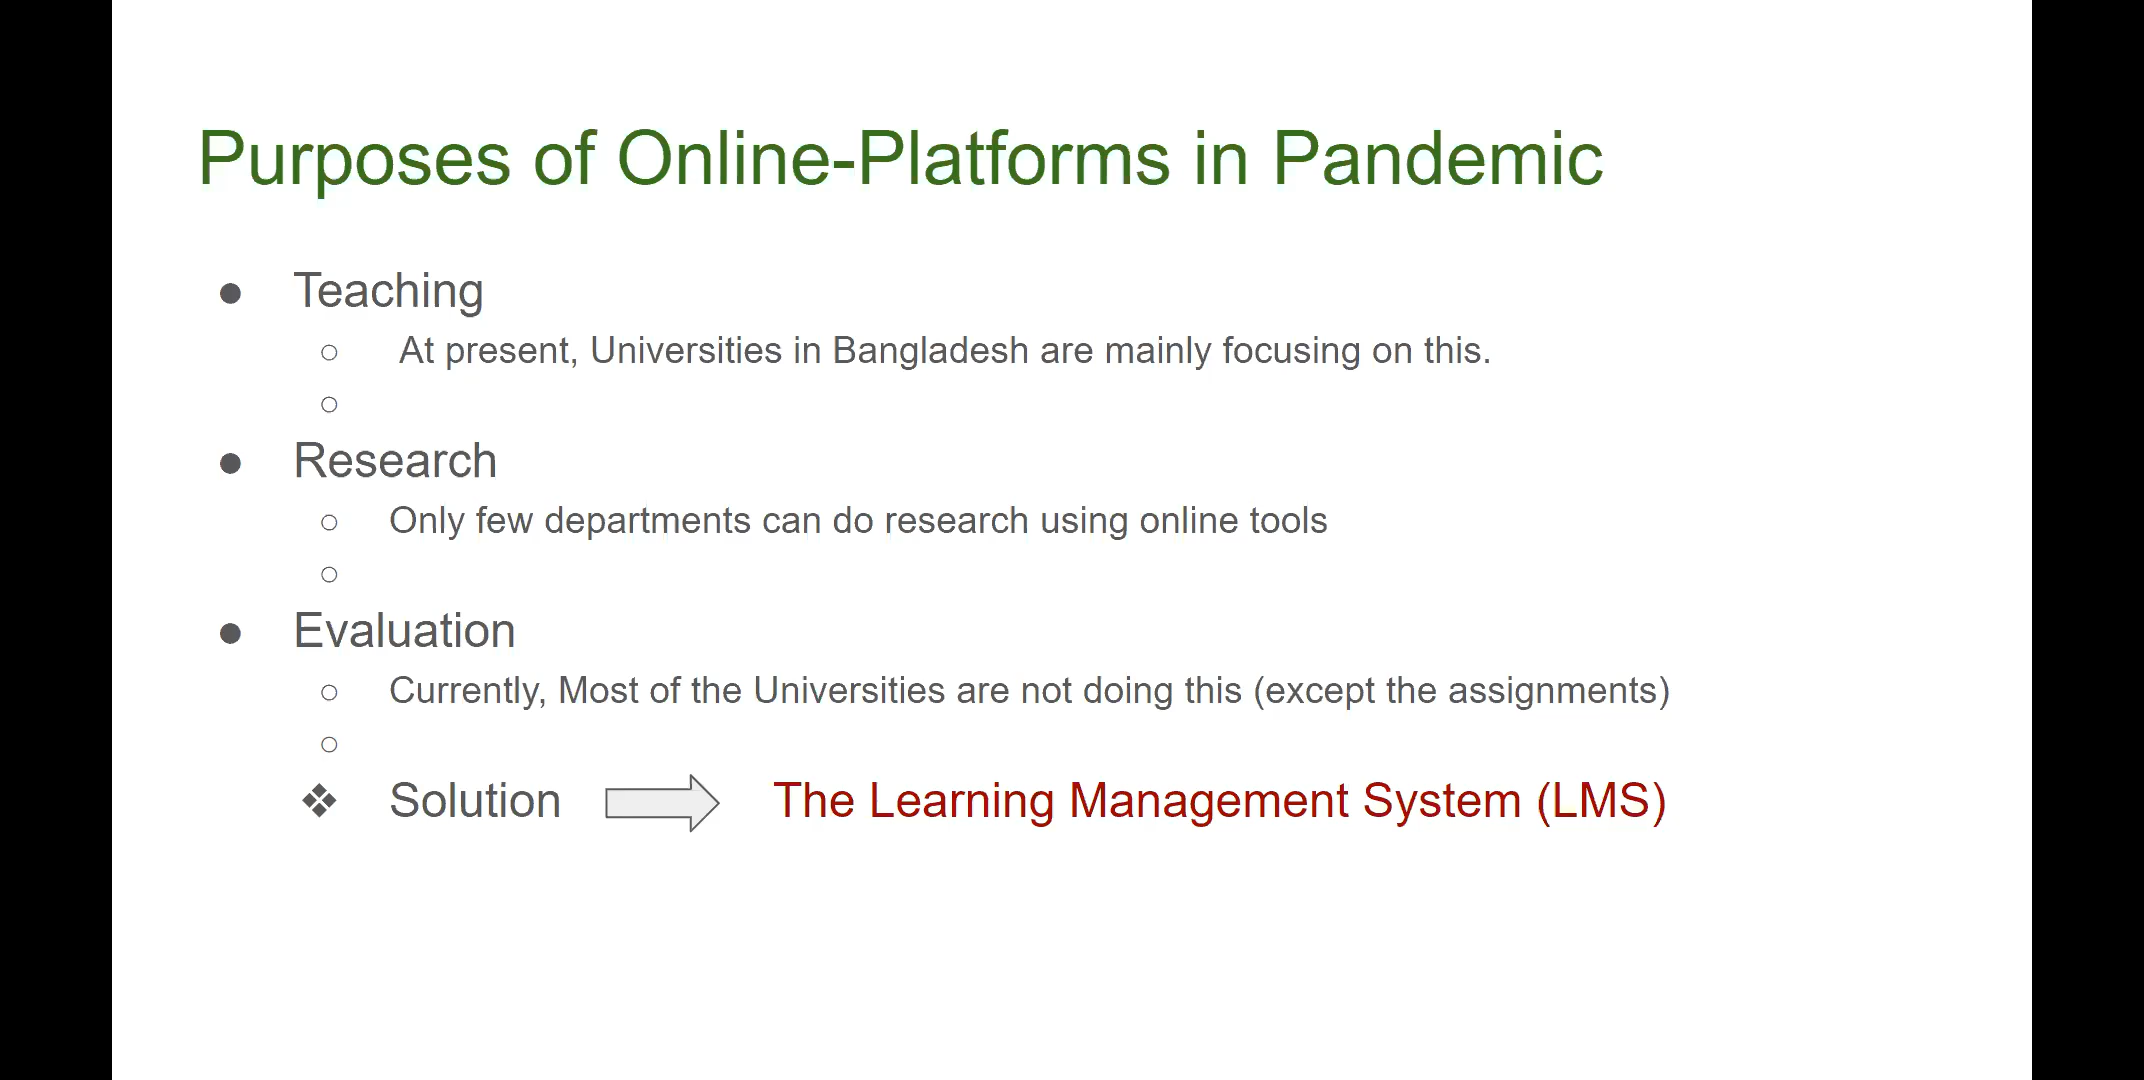 Purposes of Online-Platforms in Pandemic
● Teaching
○ At present, Universities in Bangladesh are mainly focusing on this.
○
● Research
○ Only few departments can do research using online tools
○
● Evaluation
○ Currently, Most of the Universities are not doing this (except the assignments)
○
❖ Solution The Learning Management System (LMS)